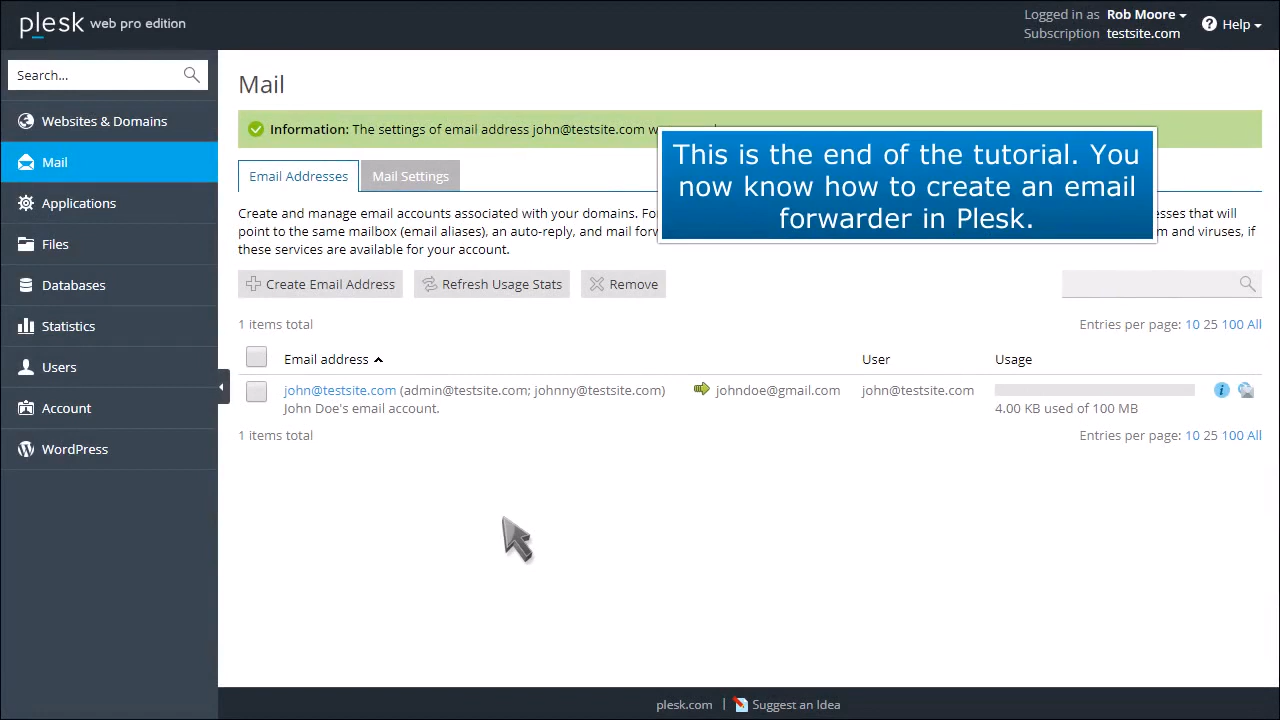 plesk web pro edition
Logged in as Rob Moore
Subscription testsite.com
Help
Search...
Websites & Domains
Mail
Applications
Files
Databases
Statistics
Users
Account
WordPress
Mail
Information: The settings of email address john@testsite.com
This is the end of the tutorial. You
now know how to create an email
forwarder in Plesk.
Email Addresses
Mail Settings
Create and manage email accounts associated with your domains.
that will
point to the same mailbox (email aliases), an auto-reply, and mail
and viruses, if
these services are available for your account.
Create Email Address
Refresh Usage Stats
Remove
1 items total
Entries per page: 10 25 100 All
Email address
User
Usage
john@testsite.com (admin@testsite.com; johnny@testsite.com)
johndoe@gmail.com
john@testsite.com
John Doe's email account.
4.00 KB used of 100 MB
1 items total
Entries per page: 10 25 100 All
plesk.com | Suggest an Idea